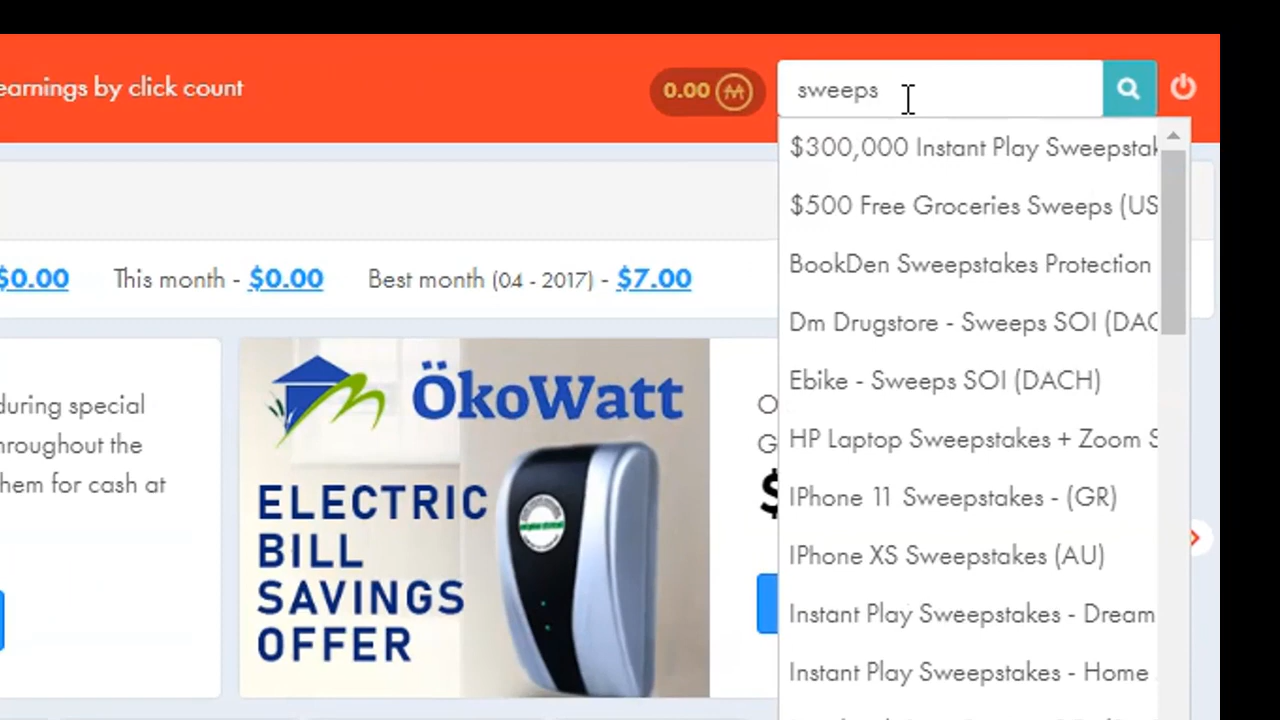 earnings by click count
0.00
sweeps
$300,000 Instant Play Sweepstak
$500 Free Groceries Sweeps (US
BookDen Sweepstakes Protection
Dm Drugstore - Sweeps SOI (DAC
Ebike - Sweeps SOI (DACH)
HP Laptop Sweepstakes + Zoom S
IPhone 11 Sweepstakes - (GR)
IPhone XS Sweepstakes (AU)
Instant Play Sweepstakes - Dream
Instant Play Sweepstakes - Home
$0.00 This month - $0.00 Best month (04 - 2017) - $7.00
during special
hroughout the
hem for cash at
ÖkoWatt
ELECTRIC
BILL
SAVINGS
OFFER
O
G
$